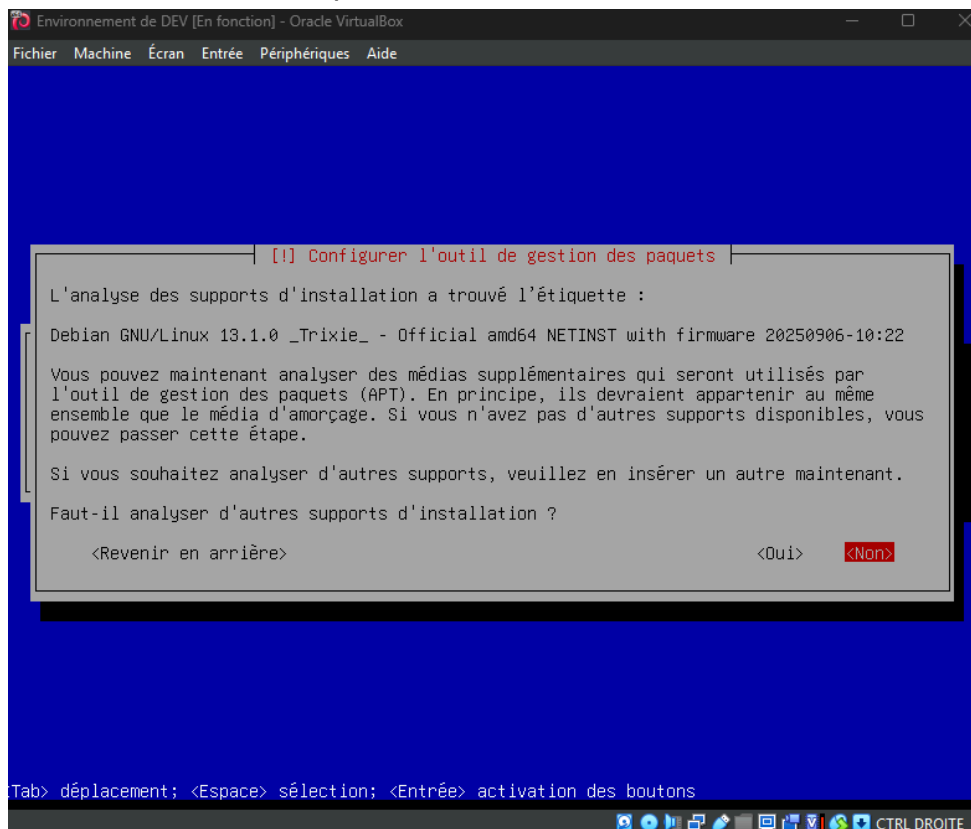 Environnement de DEV [En fonction] - Oracle VirtualBox
Fichier Machine Écran Entrée Périphériques Aide
[!] Configurer l'outil de gestion des paquets
L'analyse des supports d'installation a trouvé l’étiquette :
Debian GNU/Linux 13.1.0 _Trixie_ - Official amd64 NETINST with firmware 20250906-10:22
Vous pouvez maintenant analyser des médias supplémentaires qui seront utilisés par
l'outil de gestion des paquets (APT). En principe, ils devraient appartenir au même
ensemble que le média d'amorçage. Si vous n'avez pas d'autres supports disponibles, vous
pouvez passer cette étape.
Si vous souhaitez analyser d'autres supports, veuillez en insérer un autre maintenant.
Faut-il analyser d'autres supports d'installation ?
<Revenir en arrière> <Oui> <Non>
<Tab> déplacement; <Espace> sélection; <Entrée> activation des boutons
CTRL DROITE